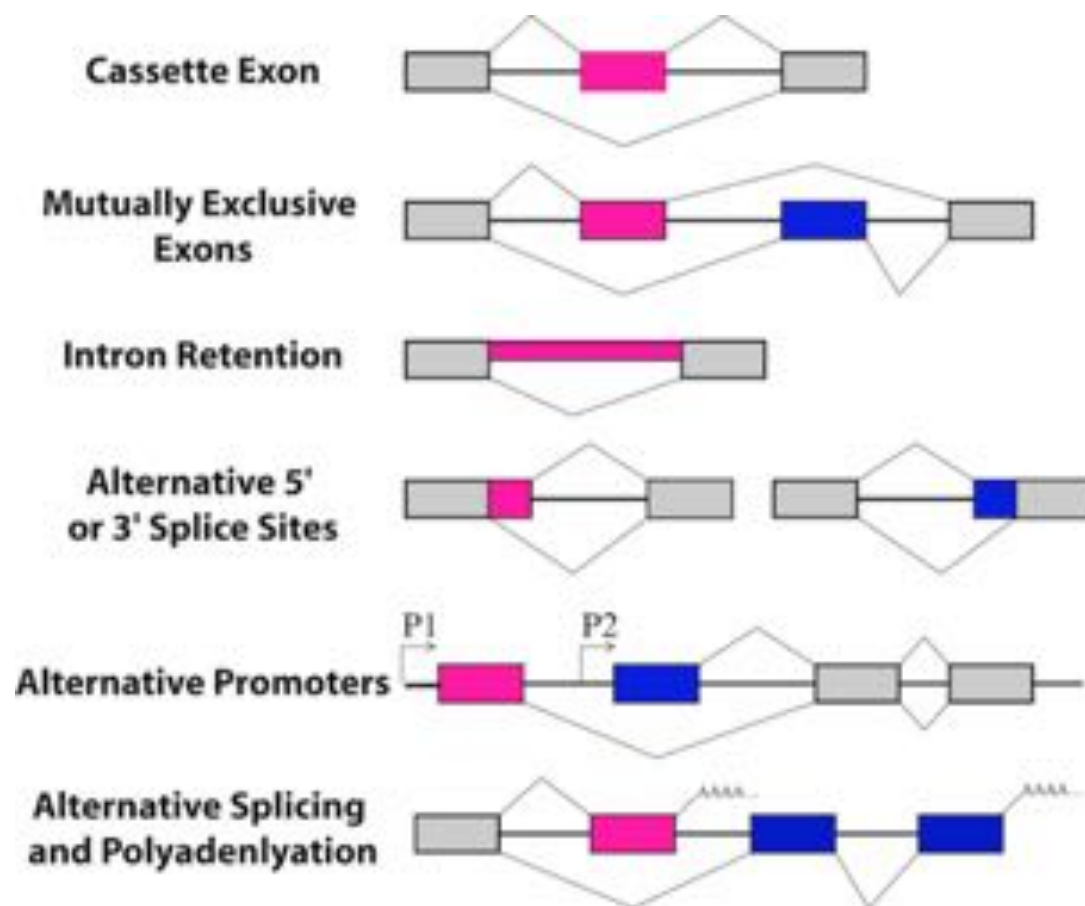 Cassette Exon
Mutually Exclusive
Exons
Intron Retention
Alternative 5'
or 3' Splice Sites
P1
P2
Alternative Promoters
AAAA...
AAAA...
Alternative Splicing
and Polyadenlyation